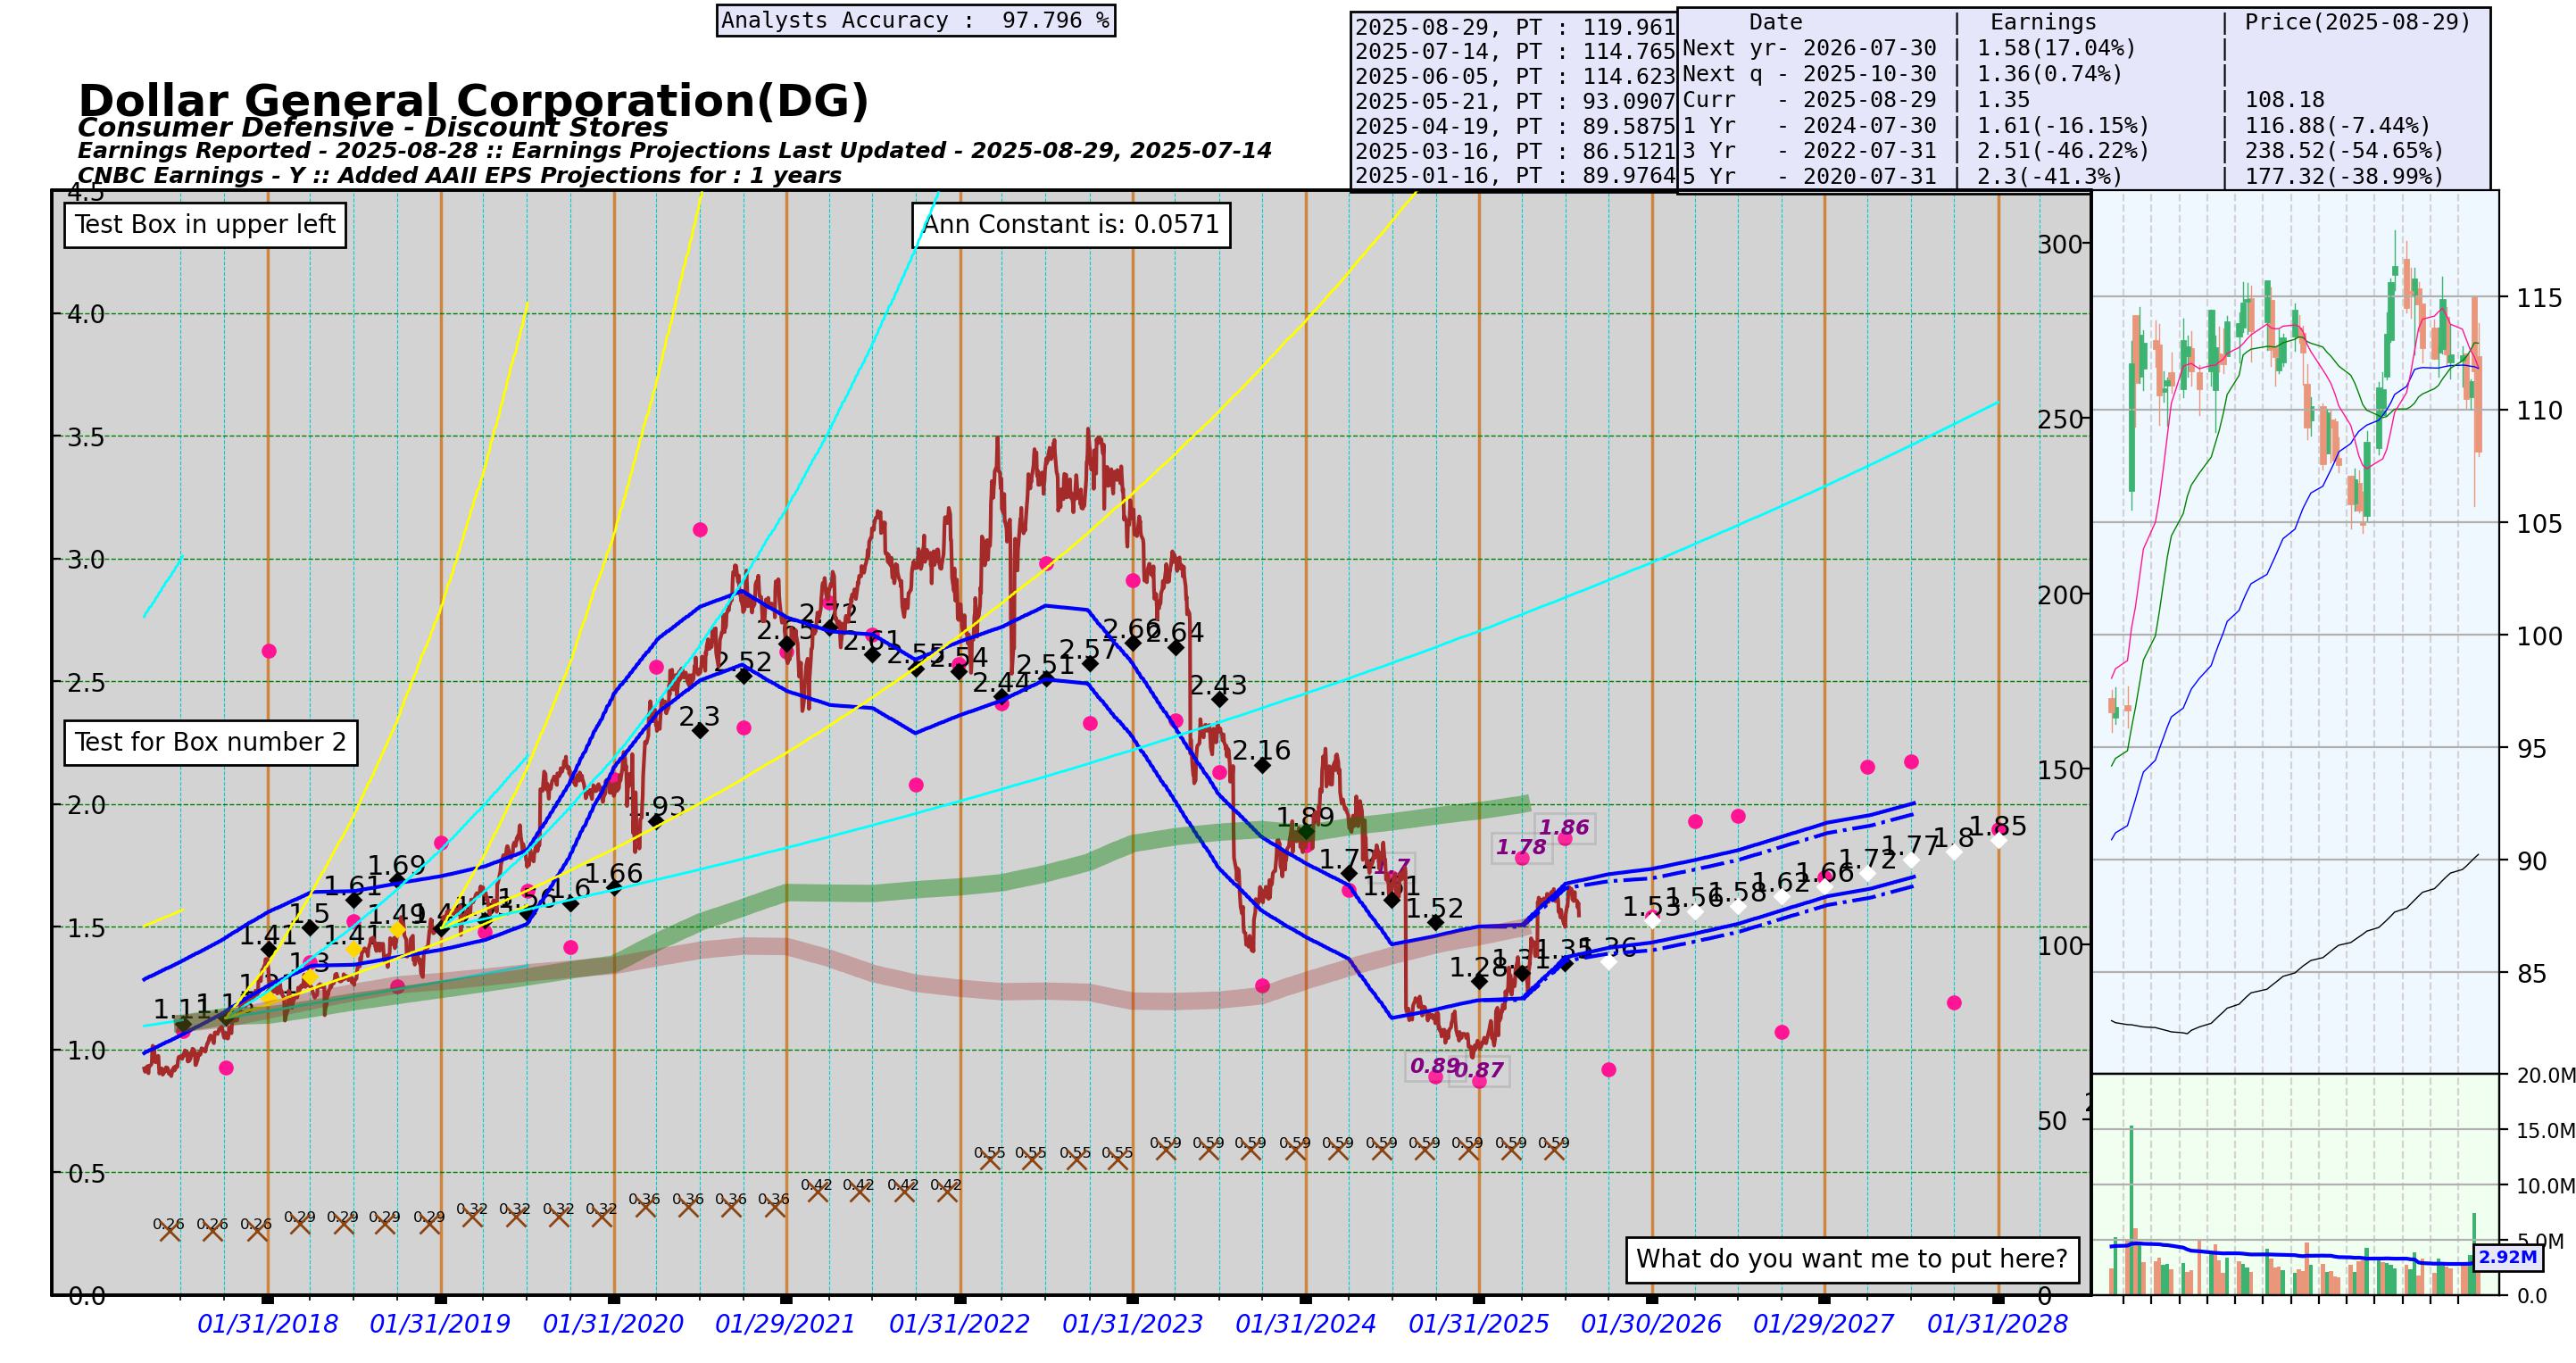 Analysts Accuracy :  97.796 %
2025-08-29, PT : 119.961
2025-07-14, PT : 114.765
2025-06-05, PT : 114.623
2025-05-21, PT : 93.0907
2025-04-19, PT : 89.5875
2025-03-16, PT : 86.5121
2025-01-16, PT : 89.9764
Date | Earnings | Price(2025-08-29)
Next yr- 2026-07-30 | 1.58(17.04%) |
Next q - 2025-10-30 | 1.36(0.74%) |
Curr - 2025-08-29 | 1.35 | 108.18
1 Yr - 2024-07-30 | 1.61(-16.15%) | 116.88(-7.44%)
3 Yr - 2022-07-31 | 2.51(-46.22%) | 238.52(-54.65%)
5 Yr - 2020-07-31 | 2.3(-41.3%) | 177.32(-38.99%)
Dollar General Corporation(DG)
Consumer Defensive - Discount Stores
Earnings Reported - 2025-08-28 :: Earnings Projections Last Updated - 2025-08-29, 2025-07-14
CNBC Earnings - Y :: Added AAII EPS Projections for : 1 years
Test Box in upper left
Ann Constant is: 0.0571
Test for Box number 2
What do you want me to put here?
4.5
4.0
3.5
3.0
2.5
2.0
1.5
1.0
0.5
0.0
300
250
200
150
100
50
0
115
110
105
100
95
90
85
20.0M
15.0M
10.0M
5.0M
0.0
2.92M
1.41 1.5 1.61 1.69
1.3 1.41 1.49
1.6 1.66 1.93 2.3 2.52 2.65 2.72 2.61 2.55 2.54 2.44 2.51 2.57 2.66 2.64 2.43 2.16 1.89 1.72 1.61 1.52 1.28 1.31 1.35 1.36
1.7 0.89 0.87 1.78 1.86
1.53 1.56 1.58 1.62 1.66 1.72 1.77 1.8 1.85
0.26 0.26 0.26 0.29 0.29 0.29 0.29 0.32 0.32 0.32 0.32 0.36 0.36 0.36 0.36 0.42 0.42 0.42 0.42 0.55 0.55 0.55 0.55 0.59 0.59 0.59 0.59 0.59 0.59 0.59 0.59 0.59 0.59
01/31/2018 01/31/2019 01/31/2020 01/29/2021 01/31/2022 01/31/2023 01/31/2024 01/31/2025 01/30/2026 01/29/2027 01/31/2028